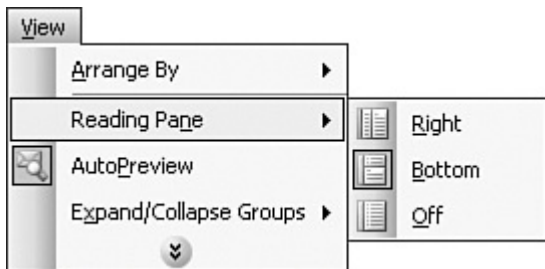 View
Arrange By
Reading Pane
AutoPreview
Expand/Collapse Groups
Right
Bottom
Off